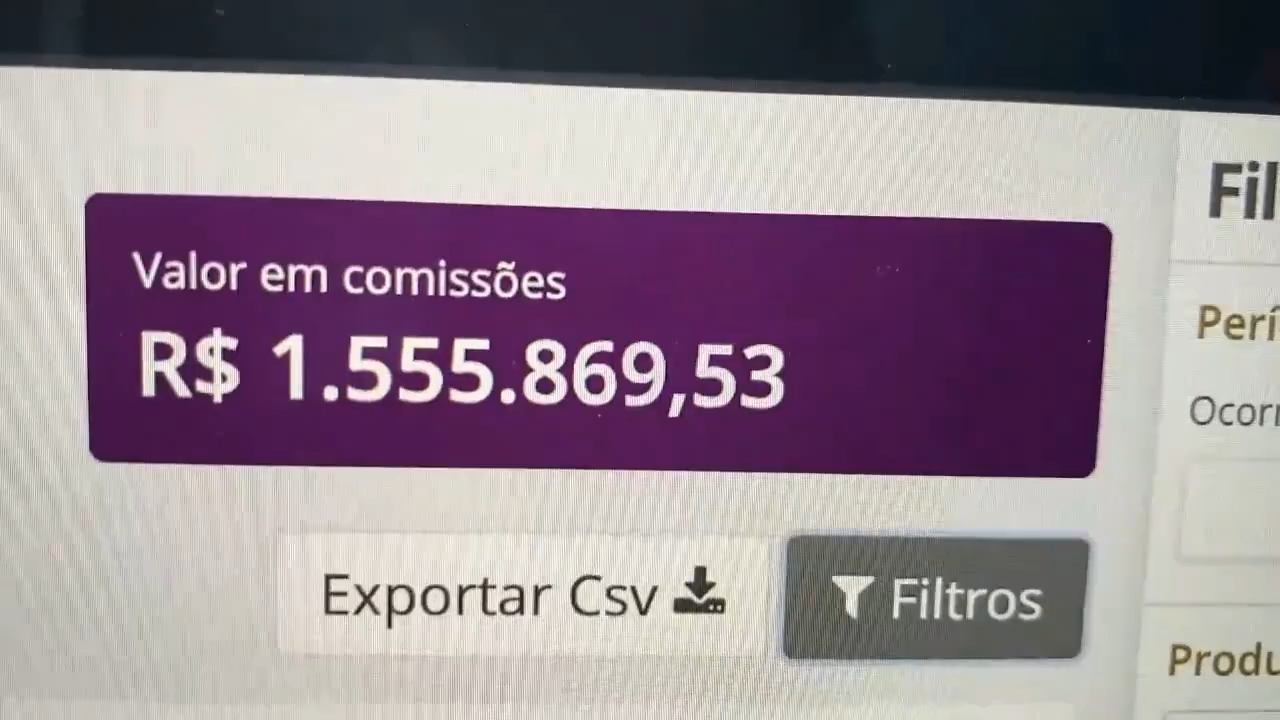 Valor em comissões
R$ 1.555.869,53
Exportar Csv
Filtros